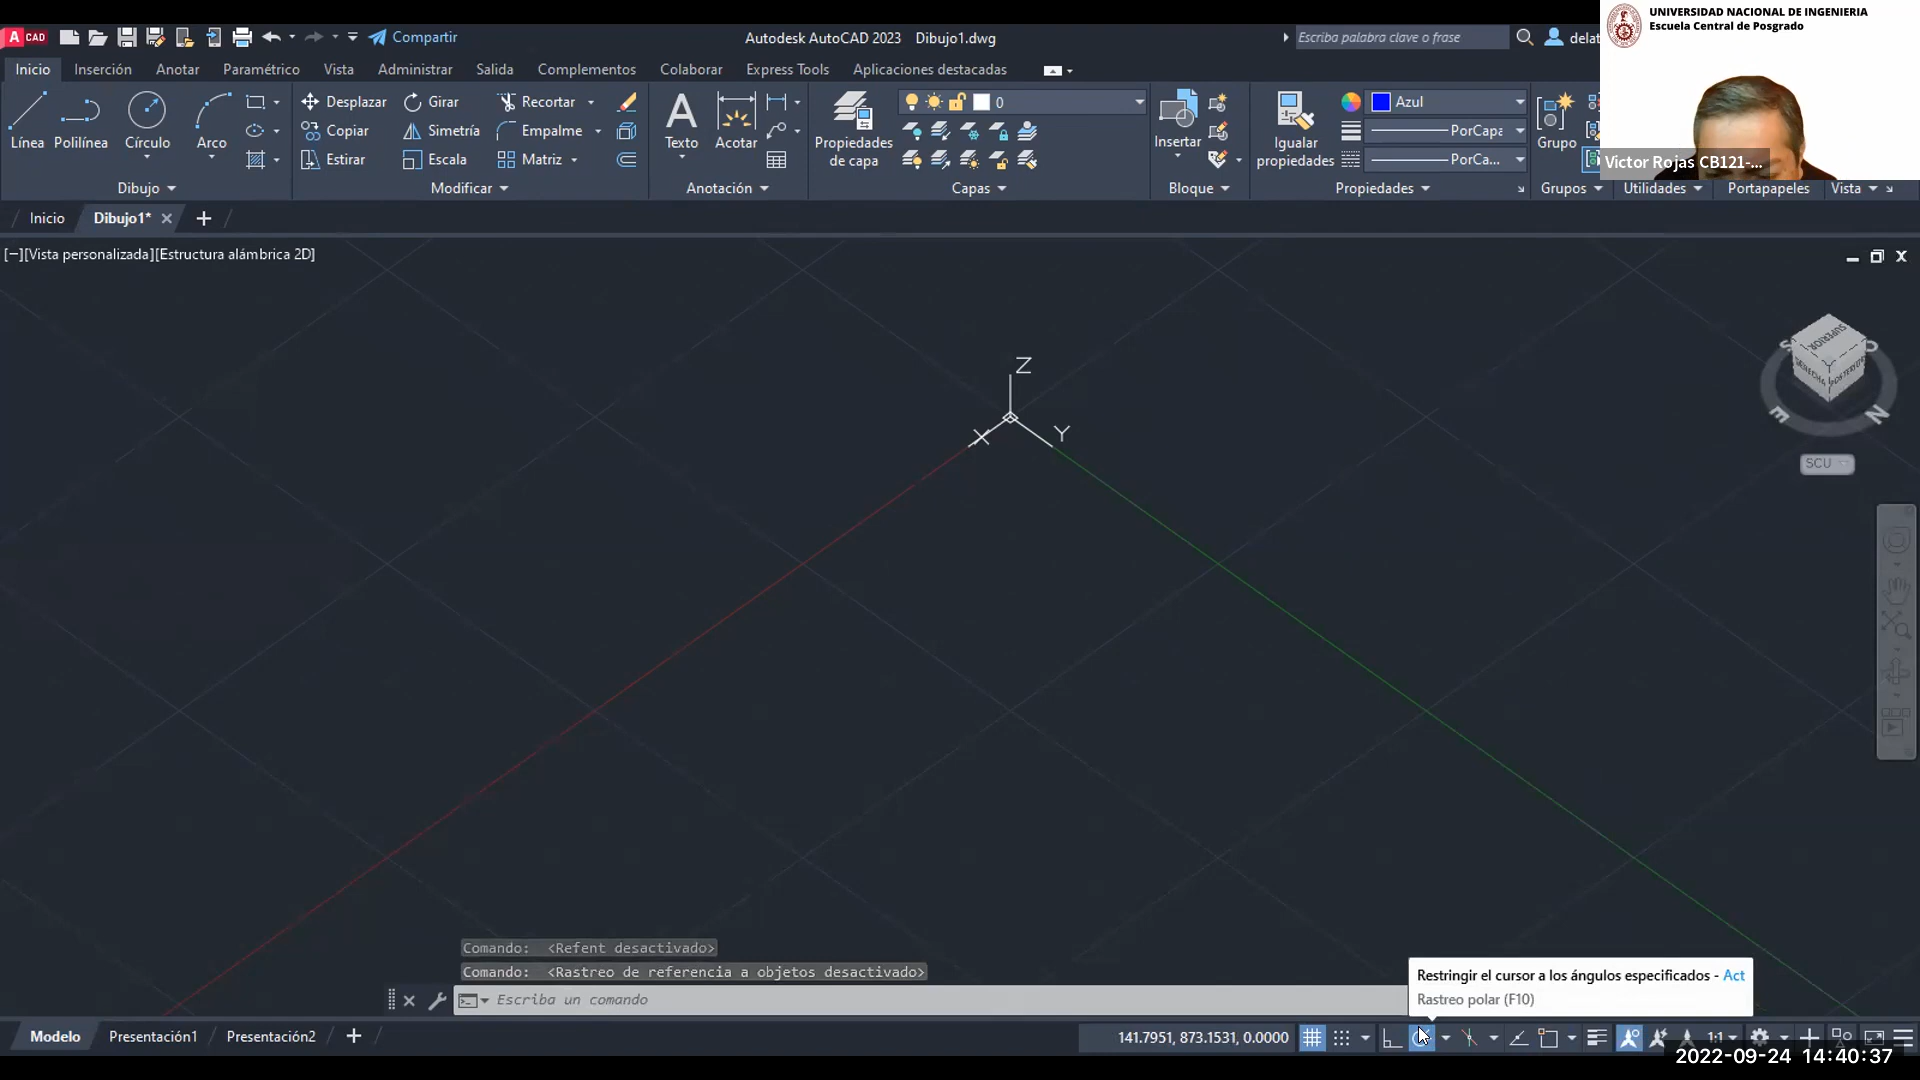 UNIVERSIDAD NACIONAL DE INGENIERIA
Escuela Central de Posgrado
A CAD
Compartir
Autodesk AutoCAD 2023 Dibujo1.dwg
Escriba palabra clave o frase
delat
Inicio Inserción Anotar Paramétrico Vista Administrar Salida Complementos Colaborar Express Tools Aplicaciones destacadas
Línea Polilínea Círculo Arco
Desplazar Girar Recortar
Copiar Simetría Empalme
Estirar Escala Matriz
Texto Acotar
Propiedades de capa
0
Insertar
Igualar propiedades
Azul
PorCapa
PorCa...
Grupo
Victor Rojas CB121-...
Dibujo Modificar Anotación Capas Bloque Propiedades Grupos Utilidades Portapapeles Vista
Inicio Dibujo1*
[−][Vista personalizada][Estructura alámbrica 2D]
Z
X Y
SUPERIOR
DERECHA POSTERIOR
S O
E N
SCU
Comando: <Refent desactivado>
Comando: <Rastreo de referencia a objetos desactivado>
Escriba un comando
Restringir el cursor a los ángulos especificados - Act
Rastreo polar (F10)
Modelo Presentación1 Presentación2
141.7951, 873.1531, 0.0000
1:1
2022-09-24 14:40:37